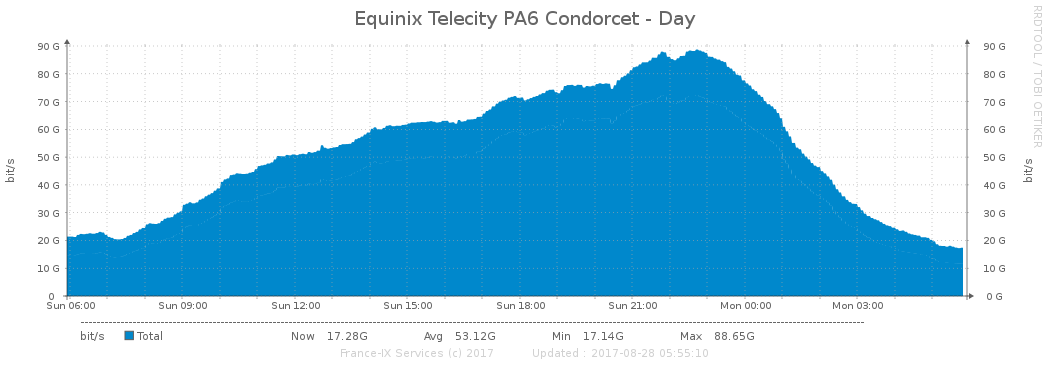 Equinix Telecity PA6 Condorcet - Day
RRDTOOL / TOBI OETIKER
bit/s
90 G
80 G
70 G
60 G
50 G
40 G
30 G
20 G
10 G
0
90 G
80 G
70 G
60 G
50 G
40 G
30 G
20 G
10 G
0 G
bit/s
Sun 06:00 Sun 09:00 Sun 12:00 Sun 15:00 Sun 18:00 Sun 21:00 Mon 00:00 Mon 03:00
bit/s Total Now 17.28G Avg 53.12G Min 17.14G Max 88.65G
France-IX Services (c) 2017 Updated : 2017-08-28 05:55:10